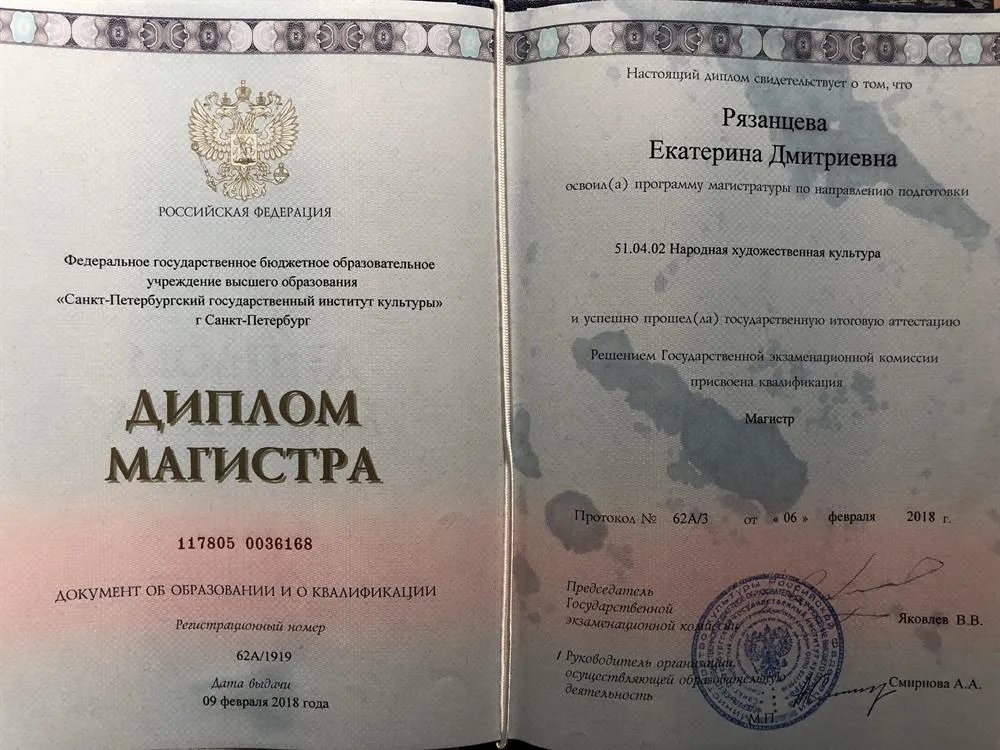 РОССИЙСКАЯ ФЕДЕРАЦИЯ
Федеральное государственное бюджетное образовательное
учреждение высшего образования
«Санкт-Петербургский государственный институт культуры»
г Санкт-Петербург
ДИПЛОМ
МАГИСТРА
117805 0036168
ДОКУМЕНТ ОБ ОБРАЗОВАНИИ И О КВАЛИФИКАЦИИ
Регистрационный номер
62А/1919
Дата выдачи
09 февраля 2018 года
Настоящий диплом свидетельствует о том, что
Рязанцева
Екатерина Дмитриевна
освоил(а) программу магистратуры по направлению подготовки
51.04.02 Народная художественная культура
и успешно прошел(ла) государственную итоговую аттестацию
Решением Государственной экзаменационной комиссии
присвоена квалификация
Магистр
Протокол № 62А/3 от « 06 » февраля 2018 г.
Председатель
Государственной
экзаменационной комиссии
Яковлев В.В.
/ Руководитель организации,
осуществляющей образовательную
деятельность
Смирнова А.А.
М.П.